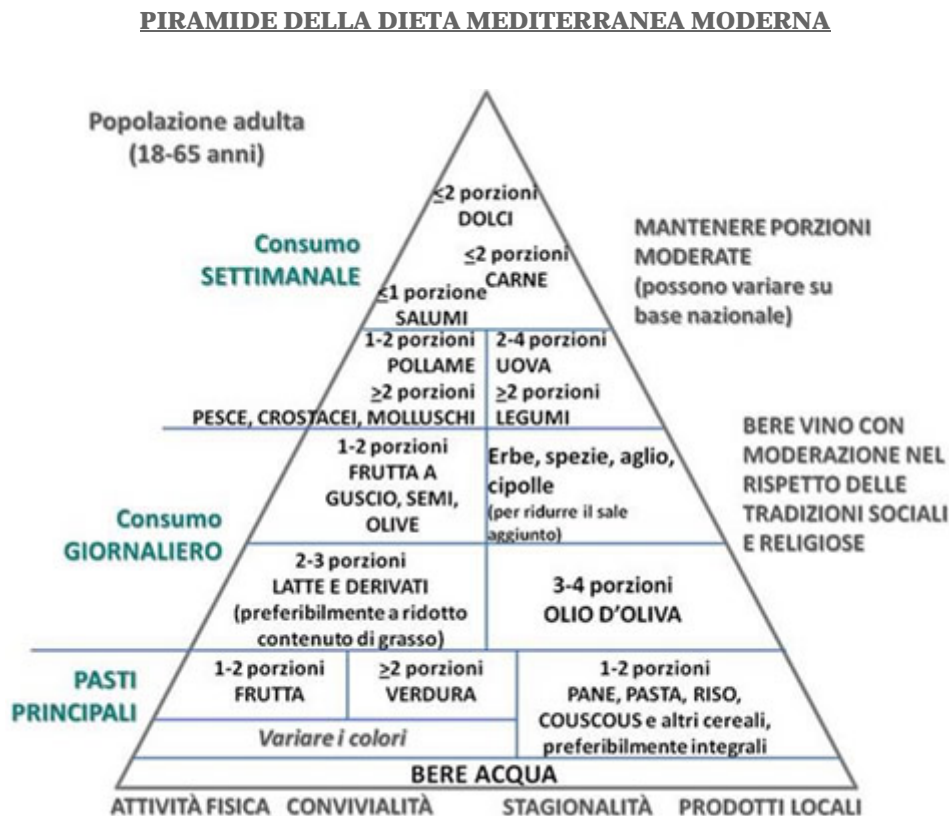 PIRAMIDE DELLA DIETA MEDITERRANEA MODERNA
Popolazione adulta
(18-65 anni)
≤2 porzioni
DOLCI
Consumo
SETTIMANALE
≤2 porzioni
CARNE
≤1 porzione
SALUMI
MANTENERE PORZIONI
MODERATE
(possono variare su
base nazionale)
1-2 porzioni
POLLAME
≥2 porzioni
PESCE, CROSTACEI, MOLLUSCHI
2-4 porzioni
UOVA
≥2 porzioni
LEGUMI
BERE VINO CON
MODERAZIONE NEL
RISPETTO DELLE
TRADIZIONI SOCIALI
E RELIGIOSE
Consumo
GIORNALIERO
1-2 porzioni
FRUTTA A
GUSCIO, SEMI,
OLIVE
Erbe, spezie, aglio,
cipolle
(per ridurre il sale
aggiunto)
2-3 porzioni
LATTE E DERIVATI
(preferibilmente a ridotto
contenuto di grasso)
3-4 porzioni
OLIO D'OLIVA
PASTI
PRINCIPALI
1-2 porzioni
FRUTTA
≥2 porzioni
VERDURA
Variare i colori
1-2 porzioni
PANE, PASTA, RISO,
COUSCOUS e altri cereali,
preferibilmente integrali
BERE ACQUA
ATTIVITÀ FISICA CONVIVIALITÀ STAGIONALITÀ PRODOTTI LOCALI